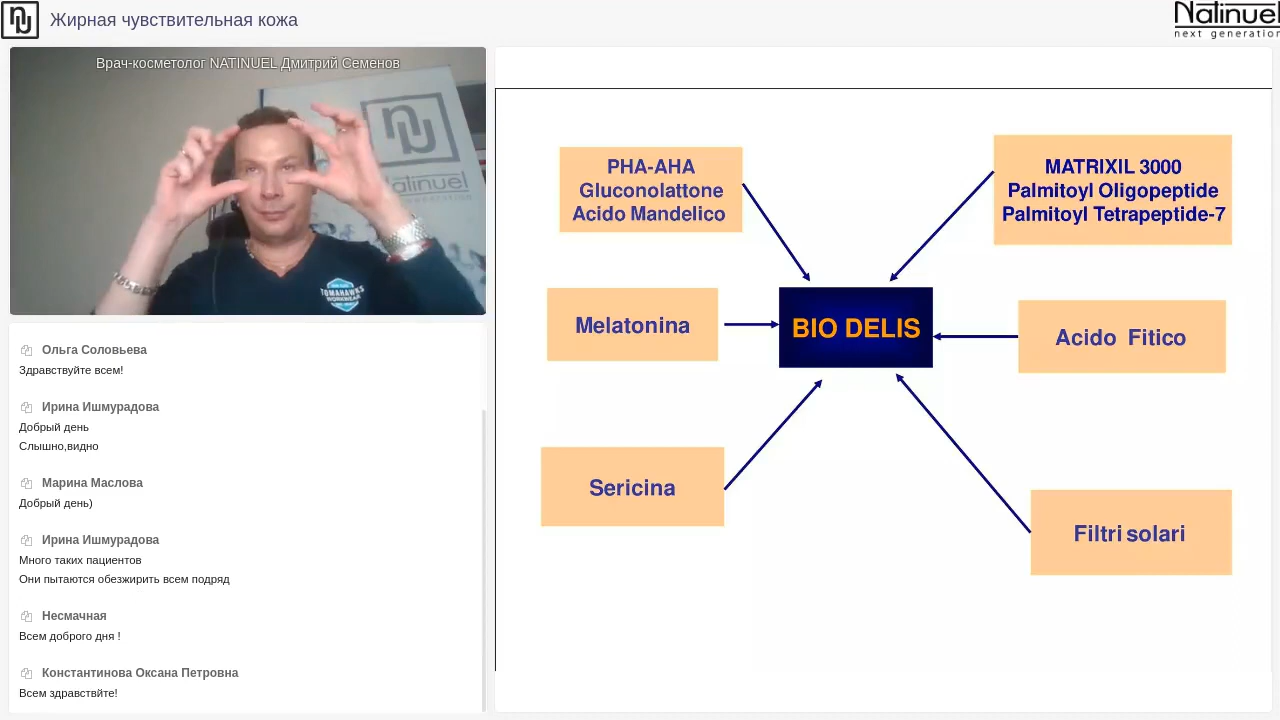 Жирная чувствительная кожа
Natinuel
next generation
Врач-косметолог NATINUEL Дмитрий Семенов
TOMAHAWKS
WORKWEAR
Ольга Соловьева
Здравствуйте всем!
Ирина Ишмурадова
Добрый день
Слышно,видно
Марина Маслова
Добрый день)
Ирина Ишмурадова
Много таких пациентов
Они пытаются обезжирить всем подряд
Несмачная
Всем доброго дня !
Константинова Оксана Петровна
Всем здравствйте!
PHA-AHA
Gluconolattone
Acido Mandelico
MATRIXIL 3000
Palmitoyl Oligopeptide
Palmitoyl Tetrapeptide-7
Melatonina
BIO DELIS
Acido Fitico
Sericina
Filtri solari